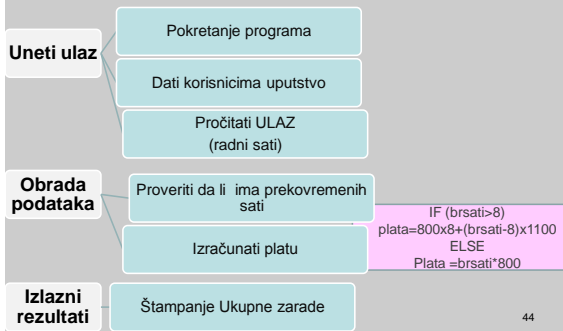 Uneti ulaz
Pokretanje programa
Dati korisnicima uputstvo
Pročitati ULAZ
(radni sati)
Obrada
podataka
Proveriti da li ima prekovremenih
sati
Izračunati platu
IF (brsati>8)
plata=800x8+(brsati-8)x1100
ELSE
Plata =brsati*800
Izlazni
rezultati
Štampanje Ukupne zarade
44